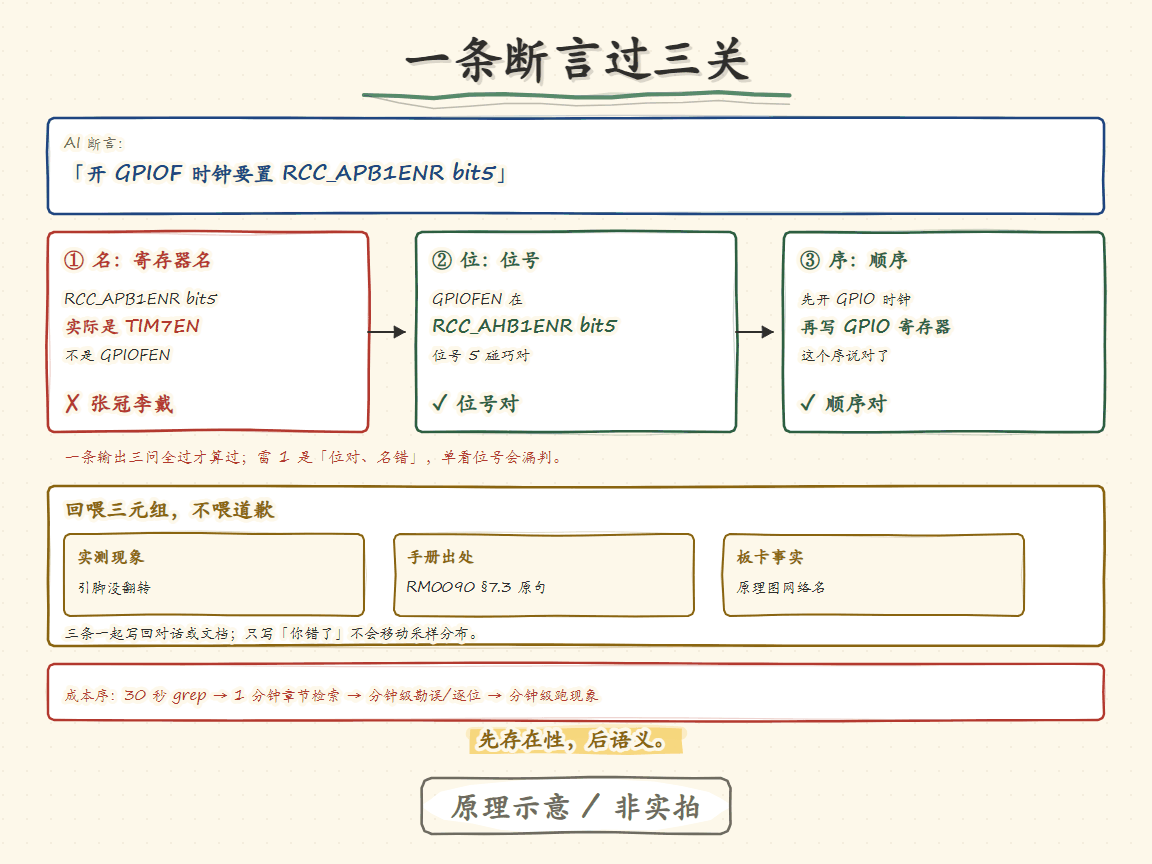 一条断言过三关
AI 断言:
「开 GPIOF 时钟要置 RCC_APB1ENR bit5」
① 名：寄存器名
RCC_APB1ENR bit5
实际是 TIM7EN
不是 GPIOFEN
✗ 张冠李戴
② 位：位号
GPIOFEN 在
RCC_AHB1ENR bit5
位号 5 碰巧对
✓ 位号对
③ 序：顺序
先开 GPIO 时钟
再写 GPIO 寄存器
这个序说对了
✓ 顺序对
一条输出三问全过才算过；雷 1 是「位对、名错」，单看位号会漏判。
回喂三元组，不喂道歉
实测现象
引脚没翻转
手册出处
RM0090 §7.3 原句
板卡事实
原理图网络名
三条一起写回对话或文档；只写「你错了」不会移动采样分布。
成本序：30 秒 grep → 1 分钟章节检索 → 分钟级勘误/逐位 → 分钟级跑现象
先存在性，后语义。
原理示意 / 非实拍